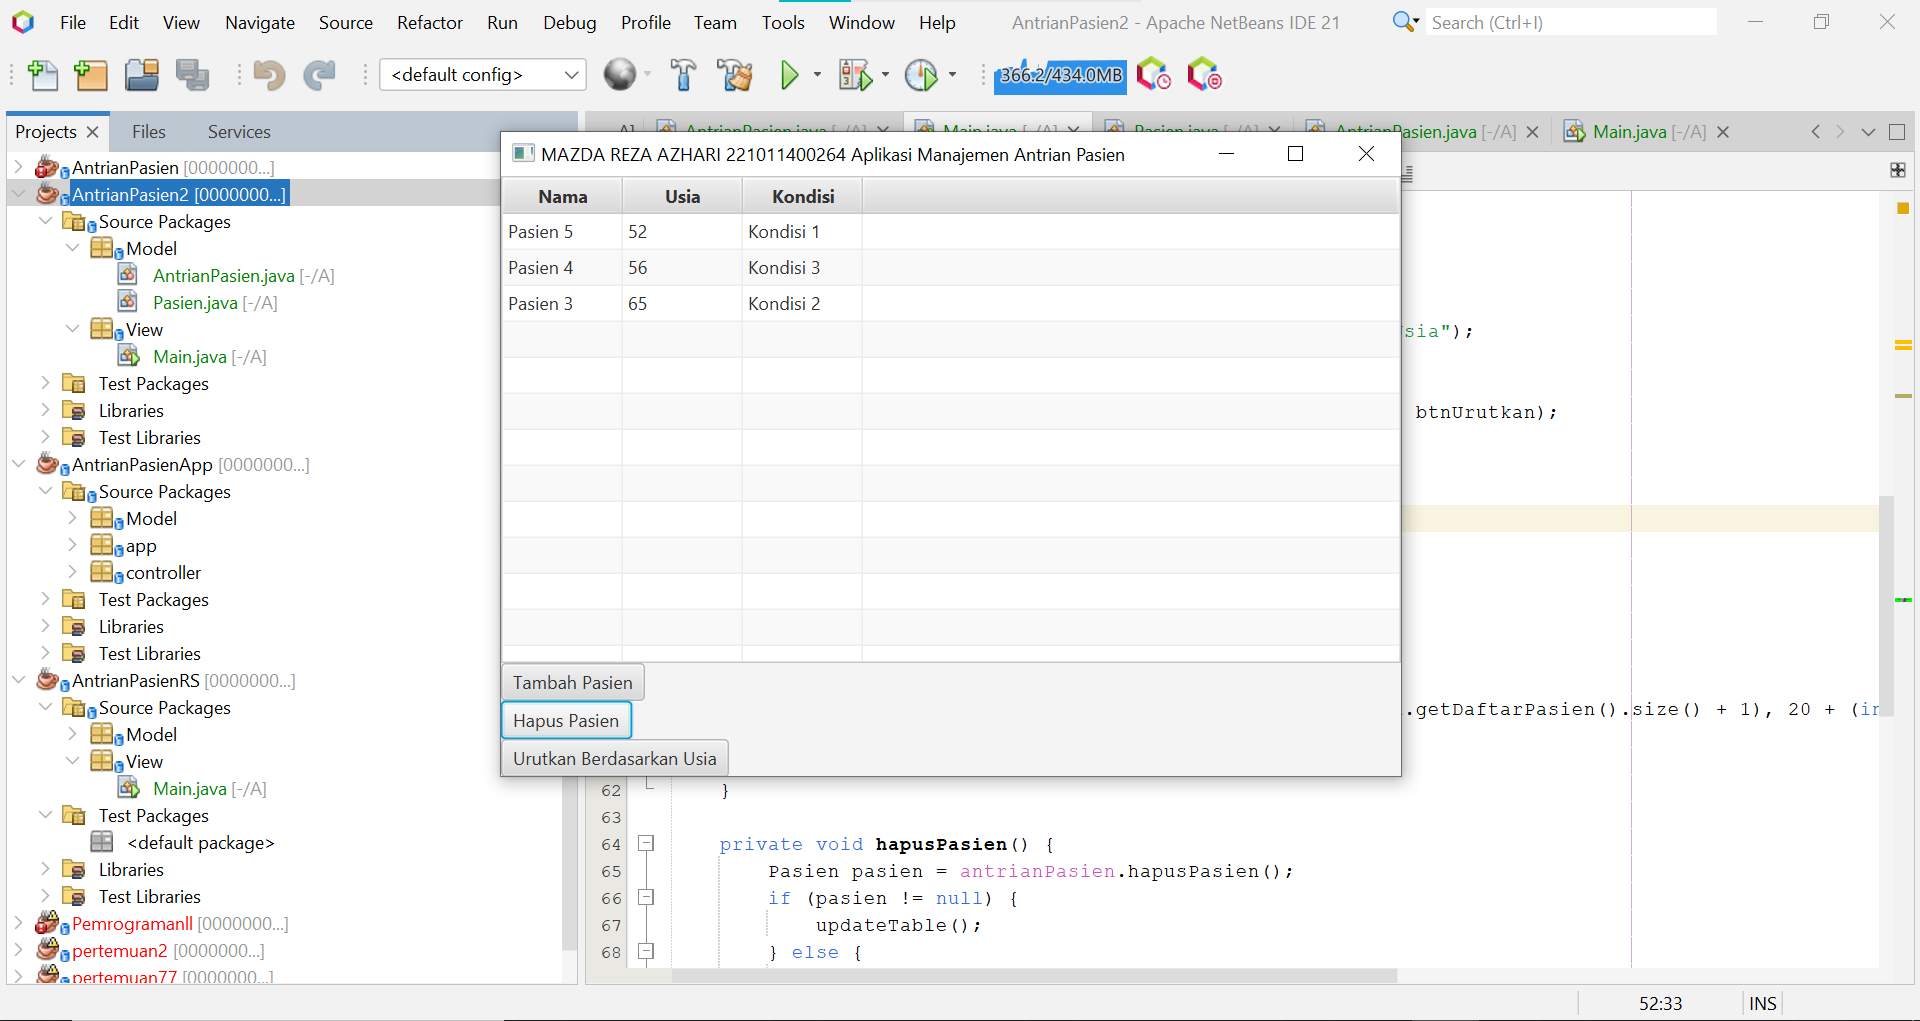 File Edit View Navigate Source Refactor Run Debug Profile Team Tools Window Help AntrianPasien2 - Apache NetBeans IDE 21 Search (Ctrl+I)
<default config> 366.2/434.0MB
Projects Files Services
AntrianPasien.java [-/A] Main.java [-/A] Pasien.java [-/A] AntrianPasien.java [-/A] Main.java [-/A]
AntrianPasien [0000000...]
AntrianPasien2 [0000000...]
Source Packages
Model
AntrianPasien.java [-/A]
Pasien.java [-/A]
View
Main.java [-/A]
Test Packages
Libraries
Test Libraries
AntrianPasienApp [0000000...]
Source Packages
Model
app
controller
Test Packages
Libraries
Test Libraries
AntrianPasienRS [0000000...]
Source Packages
Model
View
Main.java [-/A]
Test Packages
<default package>
Libraries
Test Libraries
PemrogramanII [0000000...]
pertemuan2 [0000000...]
pertemuan77 [0000000...]
MAZDA REZA AZHARI 221011400264 Aplikasi Manajemen Antrian Pasien
Nama Usia Kondisi
Pasien 5 52 Kondisi 1
Pasien 4 56 Kondisi 3
Pasien 3 65 Kondisi 2
Tambah Pasien
Hapus Pasien
Urutkan Berdasarkan Usia
sia");
btnUrutkan);
.getDaftarPasien().size() + 1), 20 + (in
62 }
63
64 private void hapusPasien() {
65 Pasien pasien = antrianPasien.hapusPasien();
66 if (pasien != null) {
67 updateTable();
68 } else {
52:33 INS